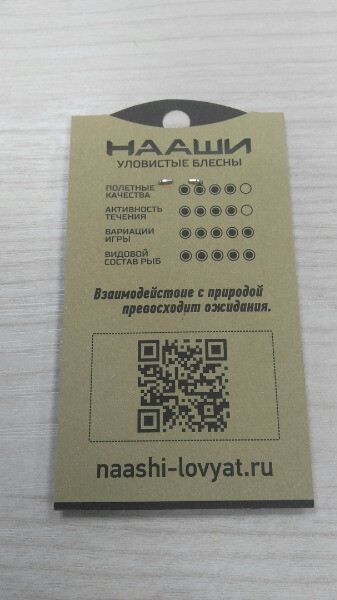 НААШИ
УЛОВИСТЫЕ БЛЕСНЫ
ПОЛЕТНЫЕ
КАЧЕСТВА
АКТИВНОСТЬ
ТЕЧЕНИЯ
ВАРИАЦИИ
ИГРЫ
ВИДОВОЙ
СОСТАВ РЫБ
Взаимодействие с природой
превосходит ожидания.
naashi-lovyat.ru